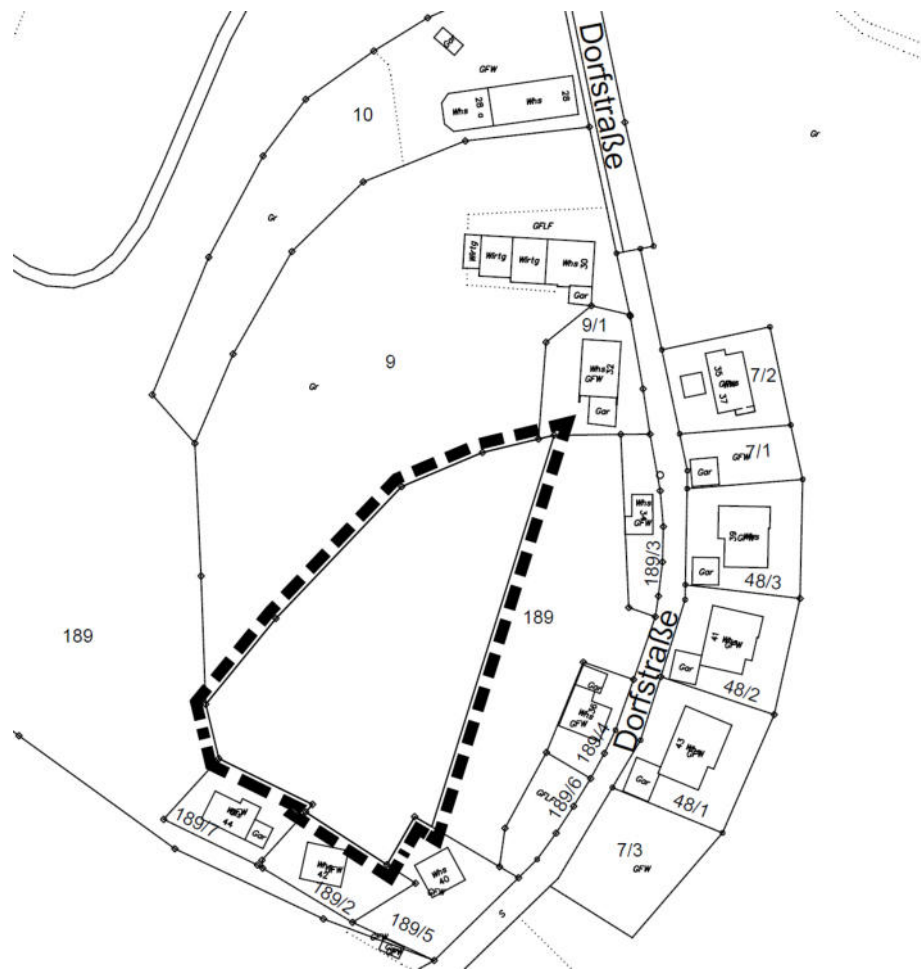 Dorfstraße
GFW
Whs
28 a
Whs
28
10
Gr
Gr
GFLF
Wirtg
Wirtg
Wirtg
Whs
30
Gar
9/1
9
Gr
Whs
32
GFW
Gar
7/2
35
37
7/1
GFW
Gar
Whs
34
GFW
189/3
39
Gar
48/3
189
189
41
Gar
48/2
Dorfstraße
Gar
Whs
36
GFW
189/4
43
Gar
48/1
GFLF
189/6
44
Gar
189/7
7/3
GFW
42
189/2
Whs
40
189/5
S